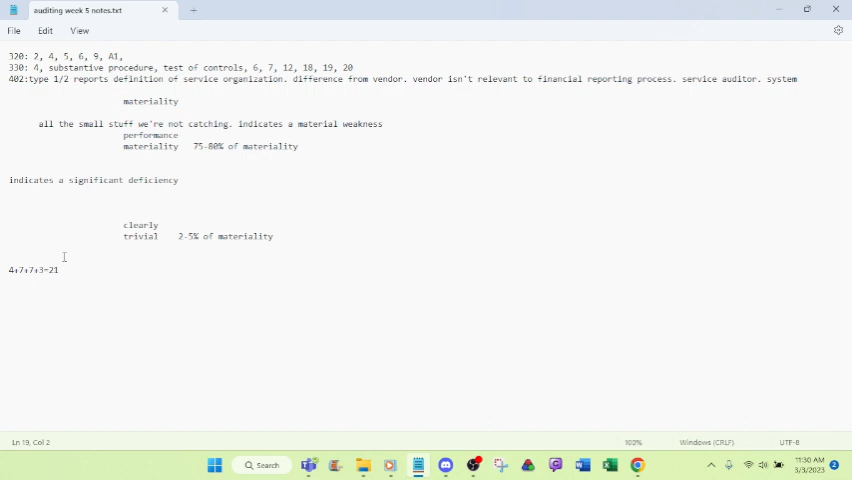 auditing week 5 notes.txt
File Edit View
320: 2, 4, 5, 6, 9, A1,
330: 4, substantive procedure, test of controls, 6, 7, 12, 18, 19, 20
402:type 1/2 reports definition of service organization. difference from vendor. vendor isn't relevant to financial reporting process. service auditor. system
materiality
all the small stuff we're not catching. indicates a material weakness
performance
materiality 75-80% of materiality
indicates a significant deficiency
clearly
trivial 2-5% of materiality
4+7+7+3=21
Ln 19, Col 2 100% Windows (CRLF) UTF-8
Search
11:30 AM
3/3/2023
2